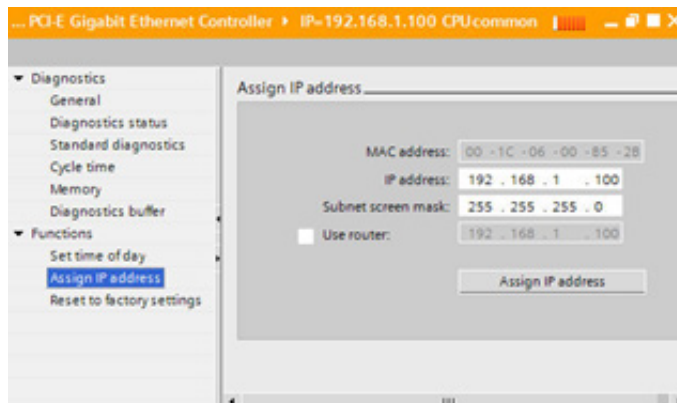 ... PCI-E Gigabit Ethernet Controller ▸ IP=192.168.1.100 CPUcommon
Diagnostics
General
Diagnostics status
Standard diagnostics
Cycle time
Memory
Diagnostics buffer
Functions
Set time of day
Assign IP address
Reset to factory settings
Assign IP address
MAC address: 00 -1C -06 -00 -85 -2B
IP address: 192 . 168 . 1 . 100
Subnet screen mask: 255 . 255 . 255 . 0
Use router: 192 . 168 . 1 . 100
Assign IP address